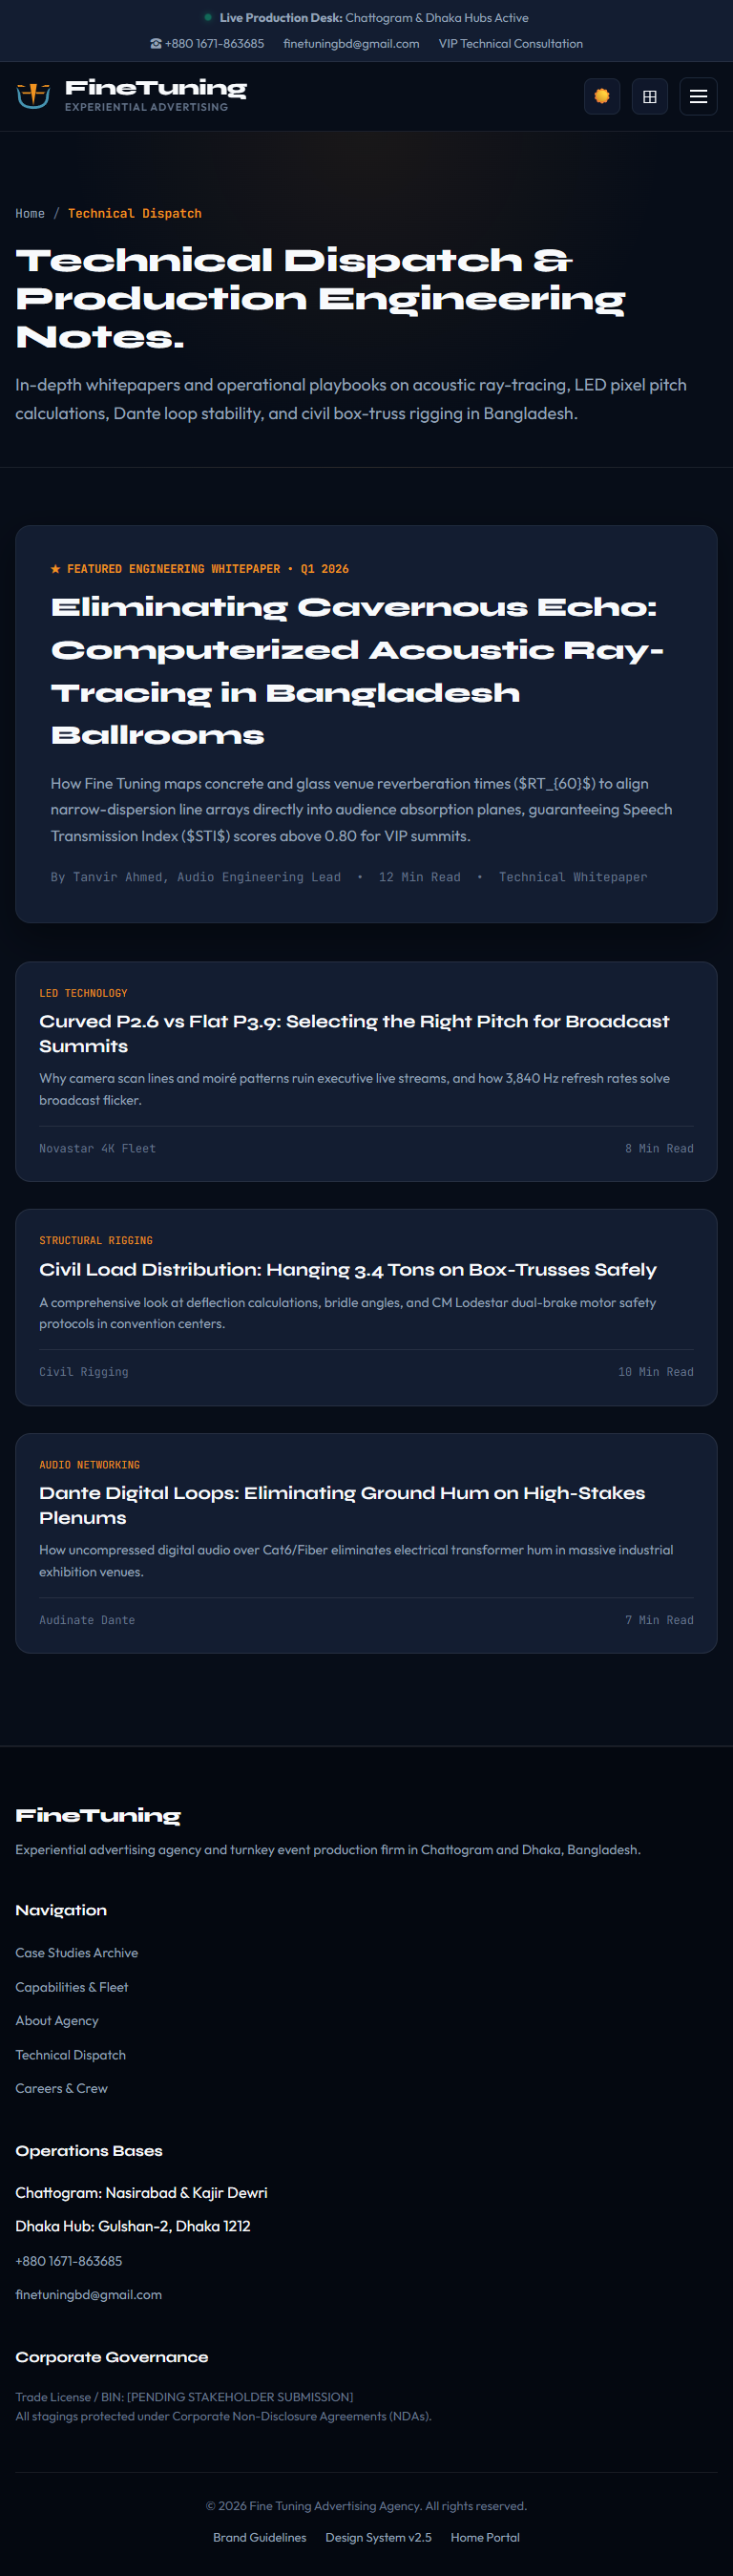 Live Production Desk: Chattogram & Dhaka Hubs Active
☎ +880 1671-863685 finetuningbd@gmail.com VIP Technical Consultation
FineTuning
EXPERIENTIAL ADVERTISING
Home / Technical Dispatch
Technical Dispatch &
Production Engineering
Notes.
In-depth whitepapers and operational playbooks on acoustic ray-tracing, LED pixel pitch
calculations, Dante loop stability, and civil box-truss rigging in Bangladesh.
★ FEATURED ENGINEERING WHITEPAPER • Q1 2026
Eliminating Cavernous Echo:
Computerized Acoustic Ray-
Tracing in Bangladesh
Ballrooms
How Fine Tuning maps concrete and glass venue reverberation times ($RT_{60}$) to align
narrow-dispersion line arrays directly into audience absorption planes, guaranteeing Speech
Transmission Index ($STI$) scores above 0.80 for VIP summits.
By Tanvir Ahmed, Audio Engineering Lead • 12 Min Read • Technical Whitepaper
LED TECHNOLOGY
Curved P2.6 vs Flat P3.9: Selecting the Right Pitch for Broadcast
Summits
Why camera scan lines and moiré patterns ruin executive live streams, and how 3,840 Hz refresh rates solve
broadcast flicker.
Novastar 4K Fleet 8 Min Read
STRUCTURAL RIGGING
Civil Load Distribution: Hanging 3.4 Tons on Box-Trusses Safely
A comprehensive look at deflection calculations, bridle angles, and CM Lodestar dual-brake motor safety
protocols in convention centers.
Civil Rigging 10 Min Read
AUDIO NETWORKING
Dante Digital Loops: Eliminating Ground Hum on High-Stakes
Plenums
How uncompressed digital audio over Cat6/Fiber eliminates electrical transformer hum in massive industrial
exhibition venues.
Audinate Dante 7 Min Read
FineTuning
Experiential advertising agency and turnkey event production firm in Chattogram and Dhaka, Bangladesh.
Navigation
Case Studies Archive
Capabilities & Fleet
About Agency
Technical Dispatch
Careers & Crew
Operations Bases
Chattogram: Nasirabad & Kajir Dewri
Dhaka Hub: Gulshan-2, Dhaka 1212
+880 1671-863685
finetuningbd@gmail.com
Corporate Governance
Trade License / BIN: [PENDING STAKEHOLDER SUBMISSION]
All stagings protected under Corporate Non-Disclosure Agreements (NDAs).
© 2026 Fine Tuning Advertising Agency. All rights reserved.
Brand Guidelines Design System v2.5 Home Portal